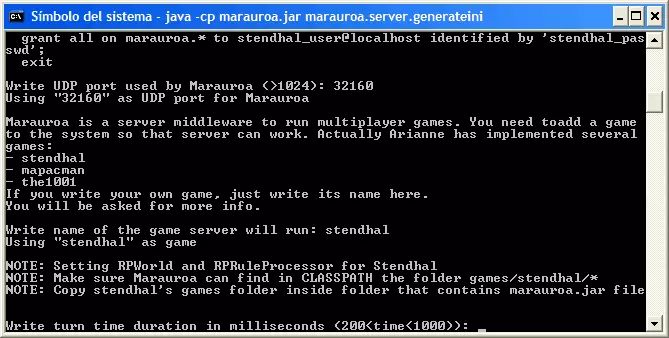 Símbolo del sistema - java -cp marauroa.jar marauroa.server.generateini
grant all on marauroa.* to stendhal_user@localhost identified by 'stendhal_pas
swd';
exit
Write UDP port used by Marauroa (>1024): 32160
Using "32160" as UDP port for Marauroa
Marauroa is a server middleware to run multiplayer games. You need toadd a game
to the system so that server can work. Actually Arianne has implemented several
games:
- stendhal
- mapacman
- the1001
If you write your own game, just write its name here.
You will be asked for more info.
Write name of the game server will run: stendhal
Using "stendhal" as game
NOTE: Setting RPWorld and RPRuleProcessor for Stendhal
NOTE: Make sure Marauroa can find in CLASSPATH the folder games/stendhal/*
NOTE: Copy stendhal's games folder inside folder that contains marauroa.jar file
Write turn time duration in milliseconds (200<time<1000)): _